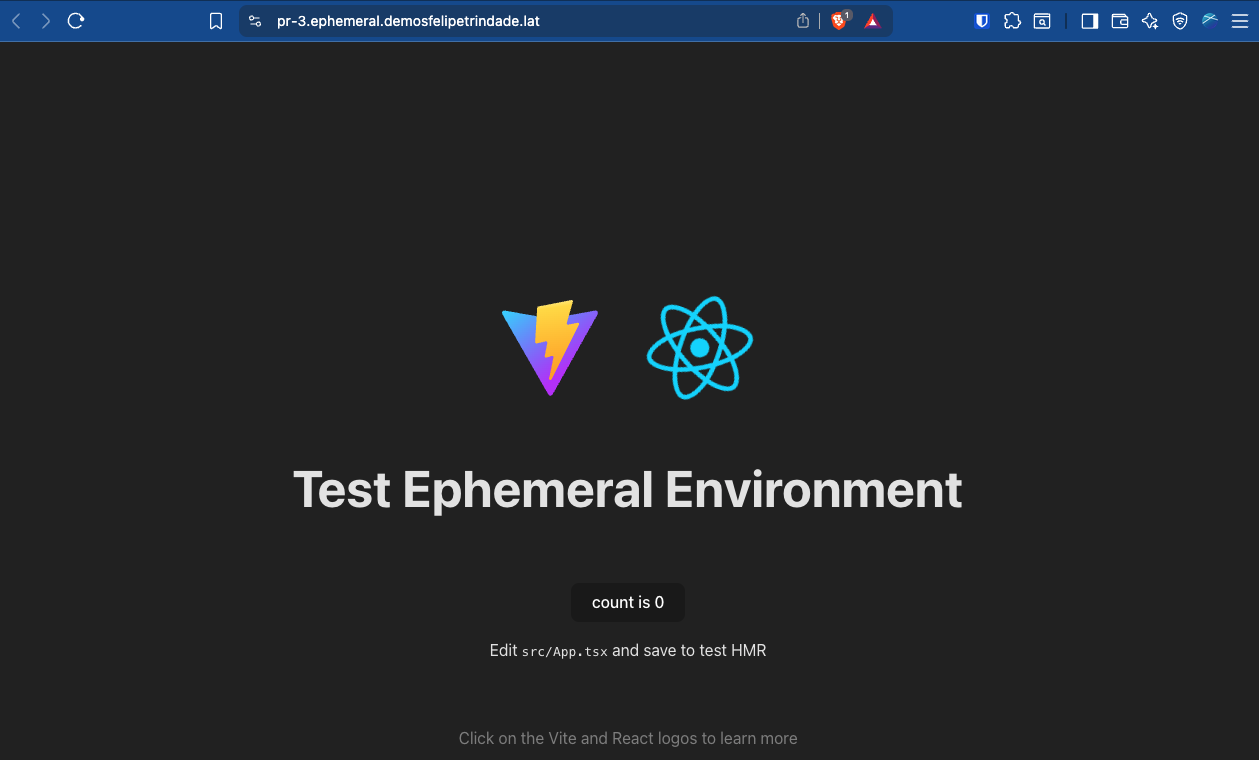 pr-3.ephemeral.demosfelipetrindade.lat
1
Test Ephemeral Environment
count is 0
Edit src/App.tsx and save to test HMR
Click on the Vite and React logos to learn more